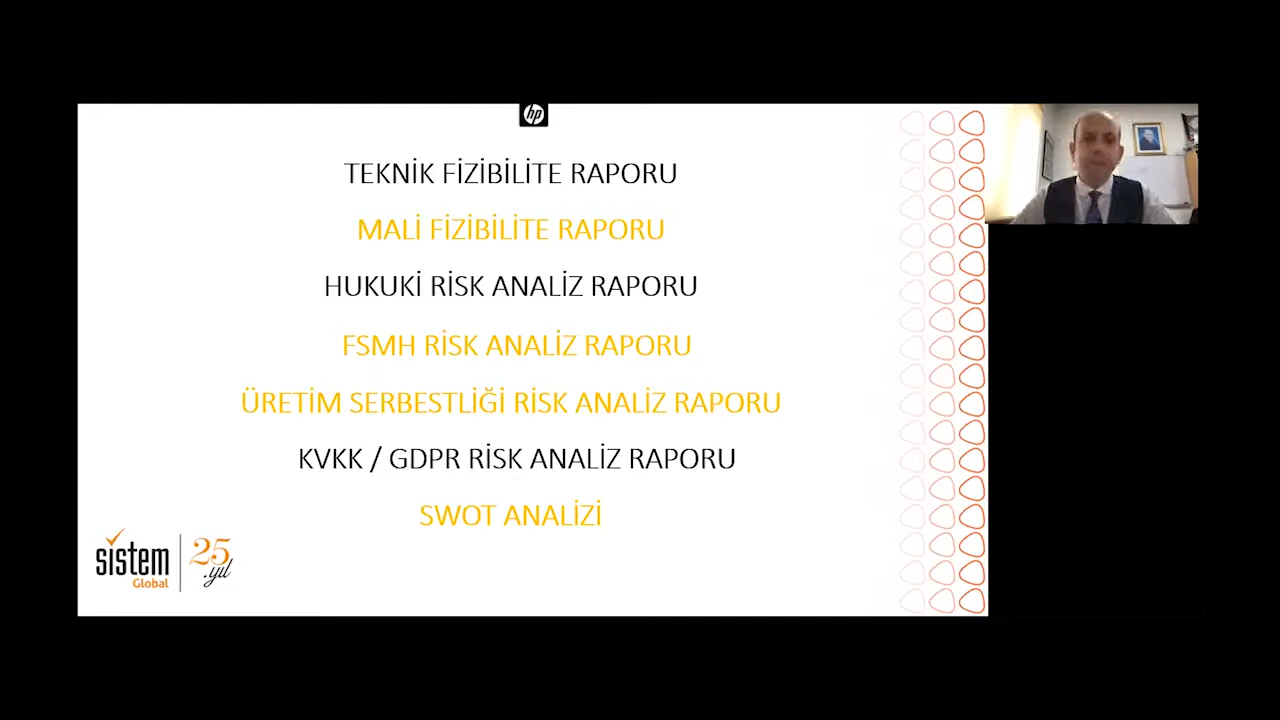 hp
TEKNİK FİZİBİLİTE RAPORU
MALİ FİZİBİLİTE RAPORU
HUKUKİ RİSK ANALİZ RAPORU
FSMH RİSK ANALİZ RAPORU
ÜRETİM SERBESTLİĞİ RİSK ANALİZ RAPORU
KVKK / GDPR RİSK ANALİZ RAPORU
SWOT ANALİZİ
sistem
Global
25
.yıl